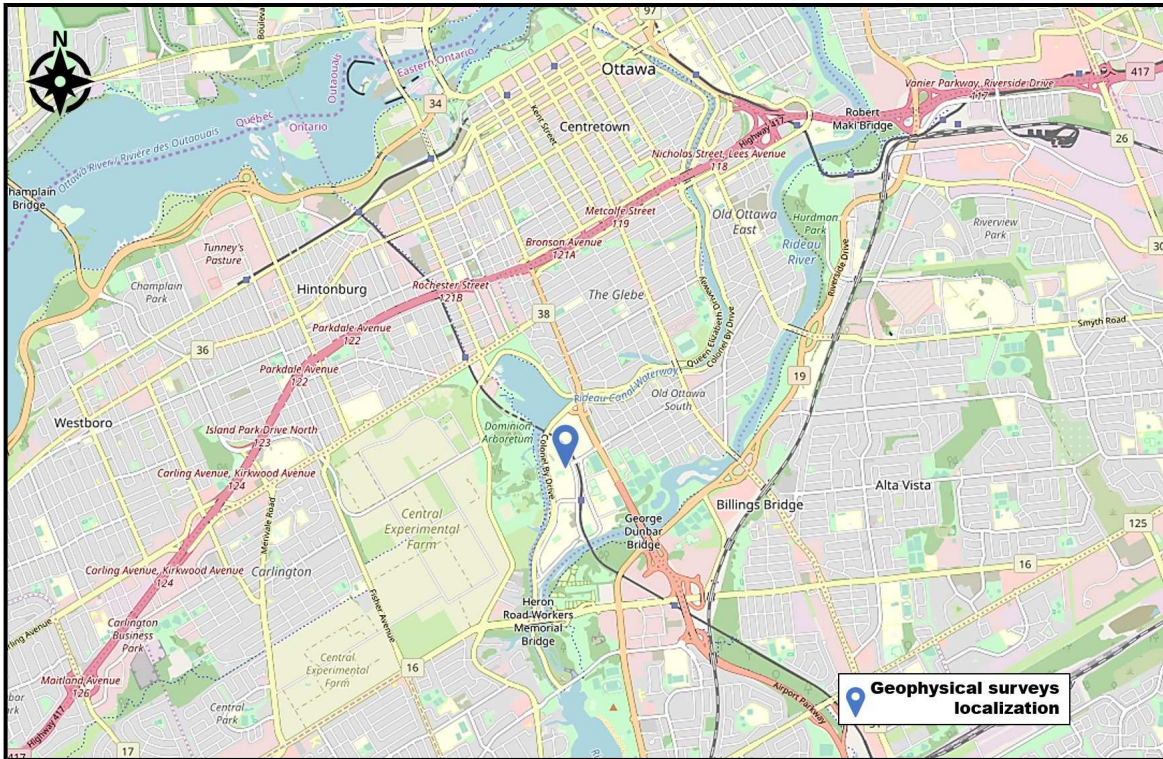 N
97
Ottawa
Eastern Ontario
Outaouais
34
Québec
Ontario
Ottawa River / Rivière des Outaouais
Kent Street
Centretown
Highway 417
Vanier Parkway, Riverside Drive
117
417
Robert
Maki Bridge
26
Nicholas Street, Lees Avenue
118
hamplain
Bridge
Metcalfe Street
119
Old Ottawa
East
Hurdman
Park
Riverview
Park
Tunney's
Pasture
Bronson Avenue
121A
Rideau
River
30
Champlain
Park
Hintonburg
Rochester Street
121B
The Glebe
Riverside Drive
Queen Elizabeth Driveway
Colonel By Drive
38
Parkdale Avenue
122
Smyth Road
36
Parkdale Avenue
122
19
Rideau Canal Waterway
Old Ottawa
South
Westboro
Island Park Drive North
123
Dominion
Arboretum
Colonel By Drive
Carling Avenue, Kirkwood Avenue
124
Merivale Road
Alta Vista
Billings Bridge
Central
Experimental
Farm
George
Dunbar
Bridge
125
16
Carling Avenue, Kirkwood Avenue
124
Carlington
Fisher Avenue
Heron
Road Workers
Memorial
Bridge
rling Avenue
Carlington
Business
Park
Central
Experimental
Farm
16
Maitland Avenue
126
Central
Park
Airport Parkway
Geophysical surveys
localization
Highway 417
417
17